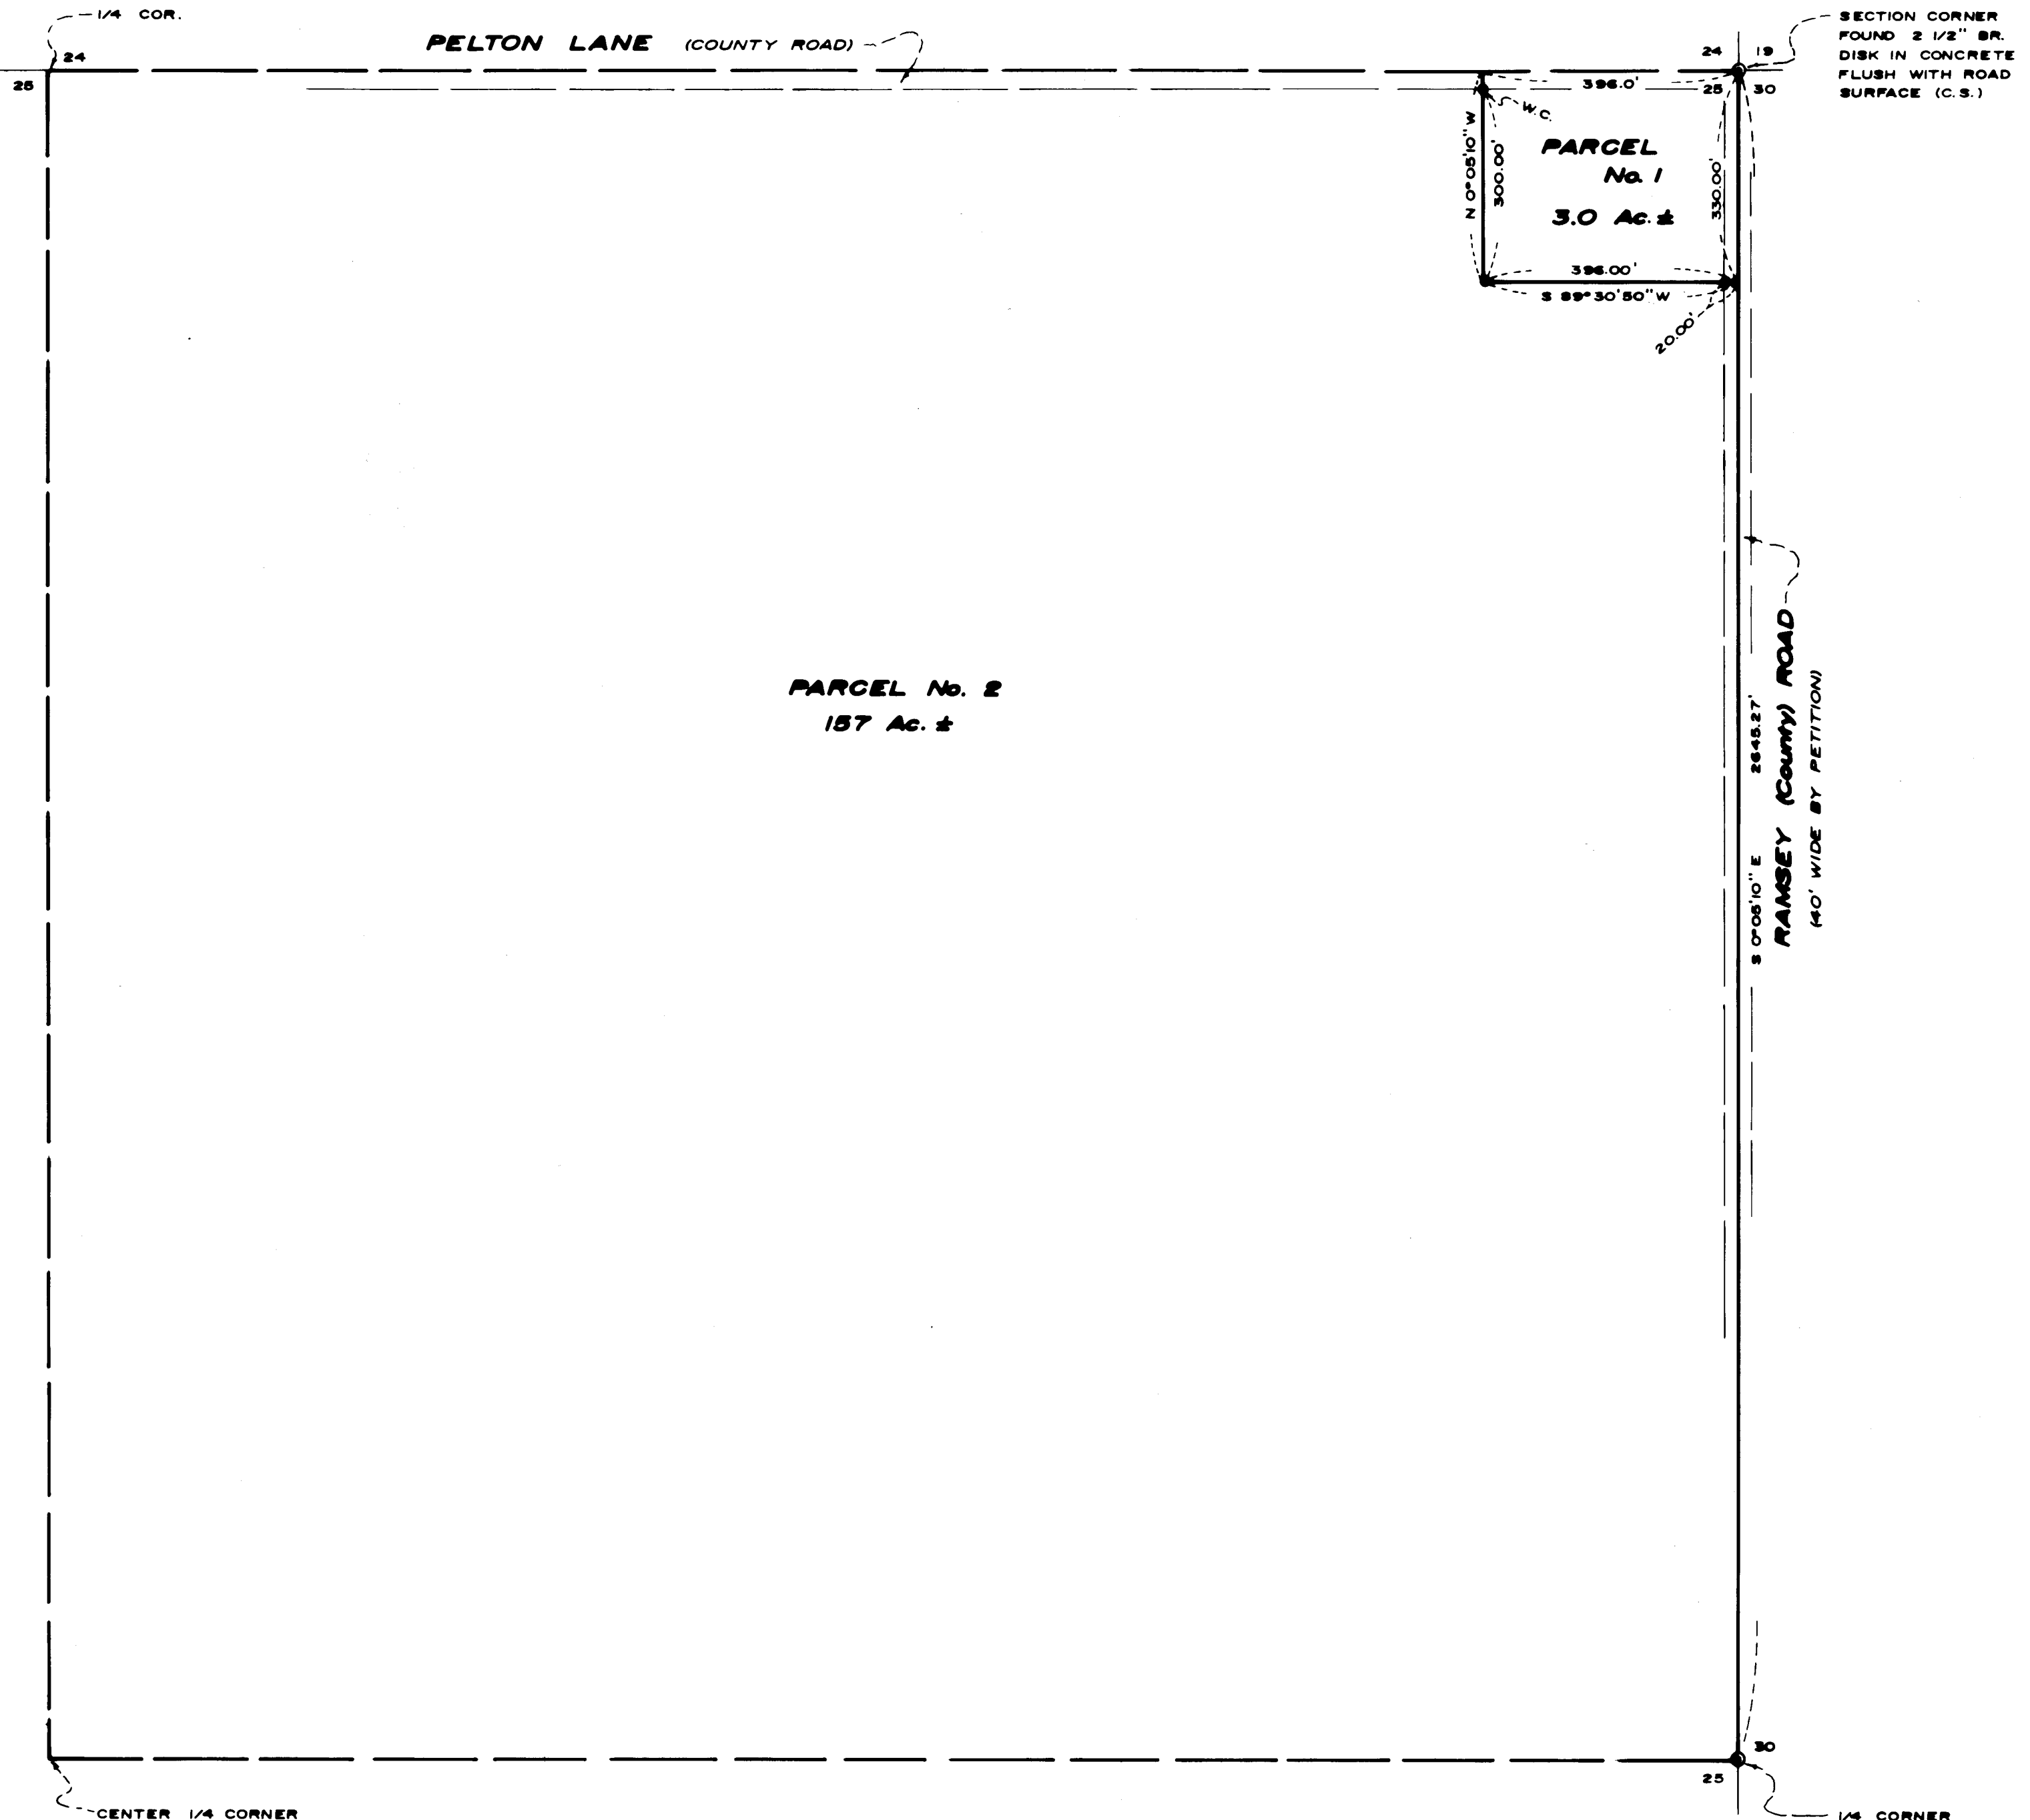 1/4 COR.
24
25
PELTON LANE (COUNTY ROAD)
24 19
25 30
SECTION CORNER
FOUND 2 1/2" BR.
DISK IN CONCRETE
FLUSH WITH ROAD
SURFACE (C.S.)
396.0'
W.C.
N 0°05'10" W
300.00'
PARCEL
No. 1
3.0 Ac. ±
330.00'
396.00'
S 89°30'50" W
20.00'
PARCEL No. 2
157 Ac. ±
S 0°05'10" E 2645.27'
RAMSEY (County) ROAD
(40' WIDE BY PETITION)
30
25
CENTER 1/4 CORNER
1/4 CORNER